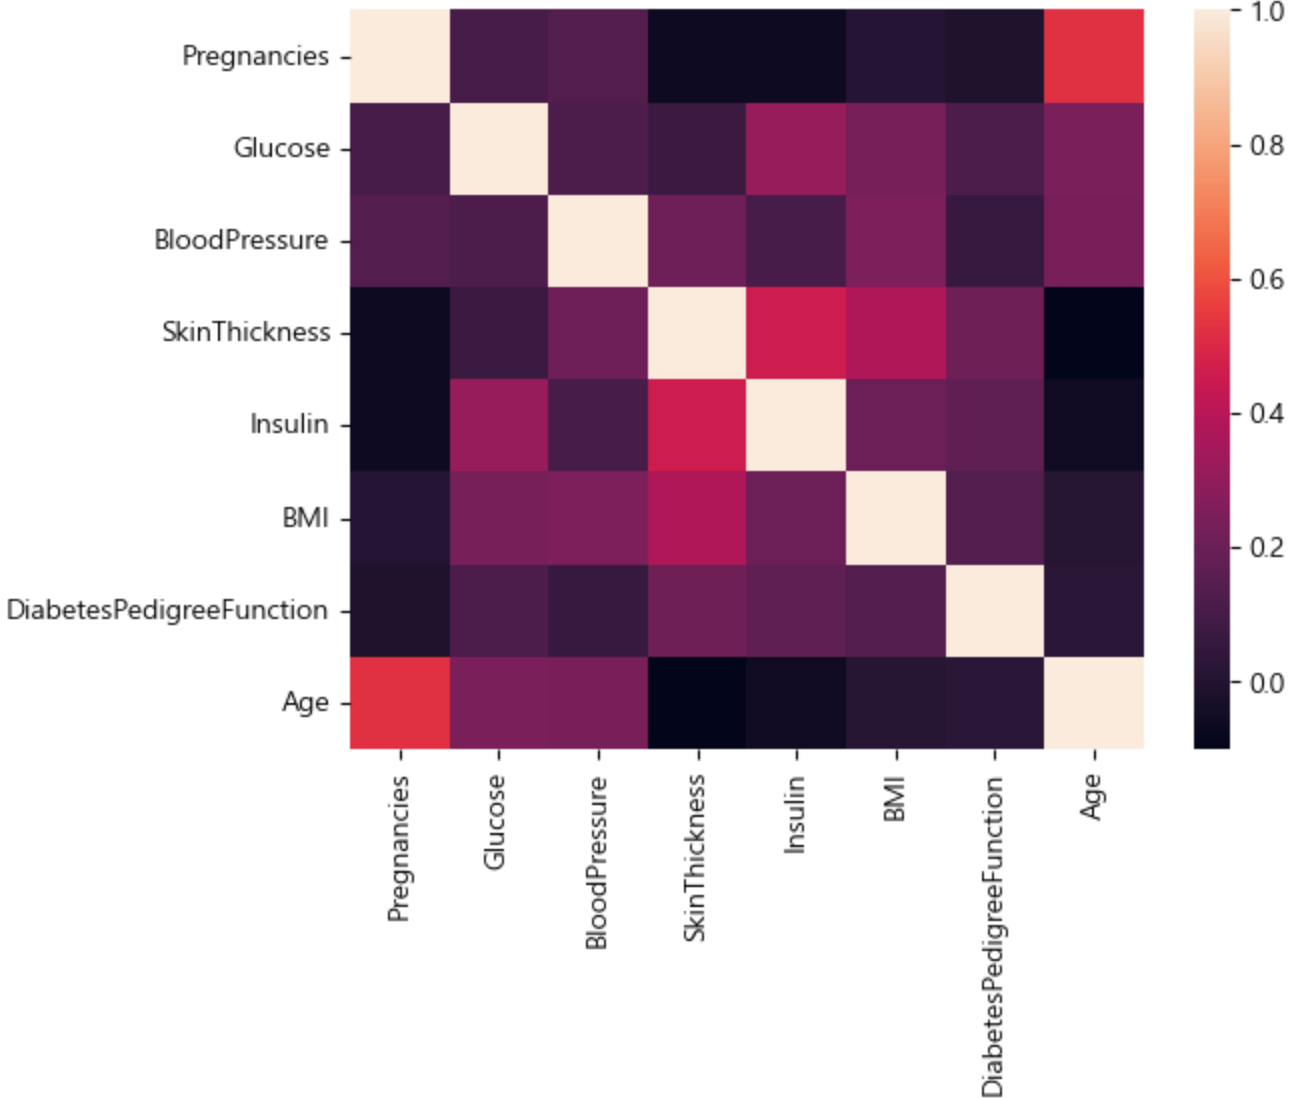 Pregnancies
Glucose
BloodPressure
SkinThickness
Insulin
BMI
DiabetesPedigreeFunction
Age
Pregnancies
Glucose
BloodPressure
SkinThickness
Insulin
BMI
DiabetesPedigreeFunction
Age
1.0
0.8
0.6
0.4
0.2
0.0